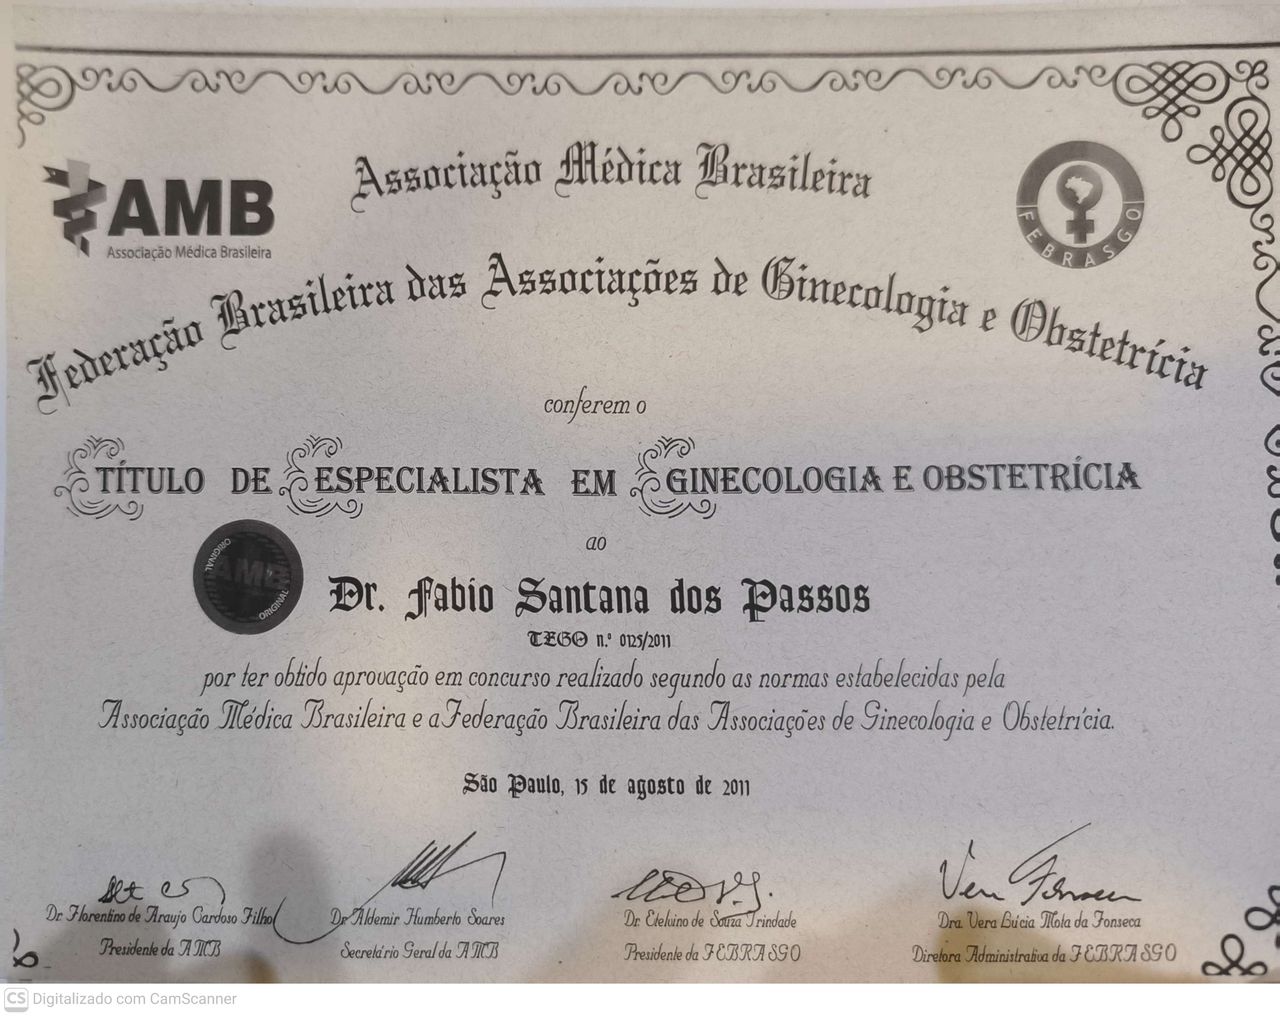 AMB
Associação Médica Brasileira
Associação Médica Brasileira
FEBRASGO
Federação Brasileira das Associações de Ginecologia e Obstetrícia
conferem o
TÍTULO DE ESPECIALISTA EM GINECOLOGIA E OBSTETRÍCIA
ao
ORIGINAL
AMB
ORIGINAL
Dr. Fabio Santana dos Passos
TEGO n.º 0125/2011
por ter obtido aprovação em concurso realizado segundo as normas estabelecidas pela
Associação Médica Brasileira e a Federação Brasileira das Associações de Ginecologia e Obstetrícia.
São Paulo, 15 de agosto de 2011
Vera Fonseca
Dr. Florentino de Araujo Cardoso Filho
Dr. Aldemir Humberto Soares
Dr. Etelvino de Souza Trindade
Dra. Vera Lúcia Mota da Fonseca
Presidente da AMB
Secretário Geral da AMB
Presidente da FEBRASGO
Diretora Administrativa da FEBRASGO
CS Digitalizado com CamScanner